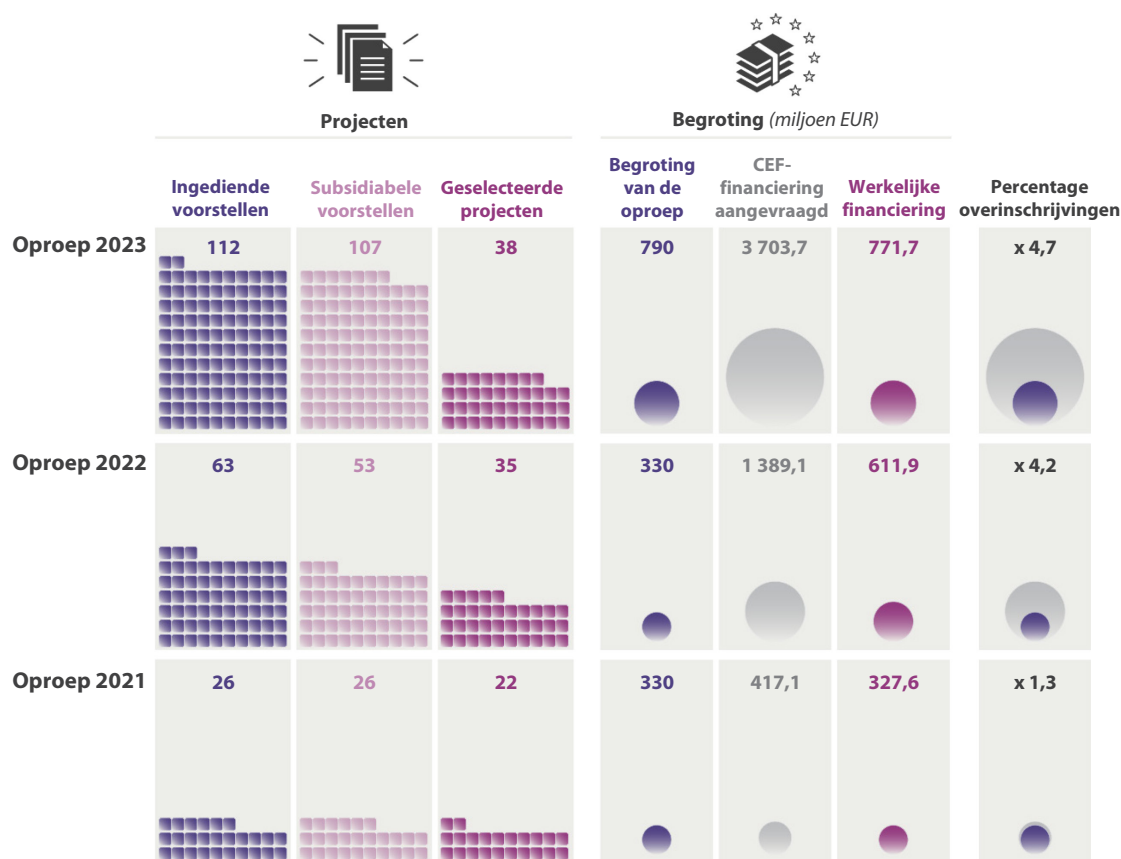 Projecten
Begroting (miljoen EUR)
Ingediende
voorstellen
Subsidiabele
voorstellen
Geselecteerde
projecten
Begroting
van de
oproep
CEF-
financiering
aangevraagd
Werkelijke
financiering
Percentage
overinschrijvingen
Oproep 2023 112 107 38 790 3 703,7 771,7 x 4,7
Oproep 2022 63 53 35 330 1 389,1 611,9 x 4,2
Oproep 2021 26 26 22 330 417,1 327,6 x 1,3